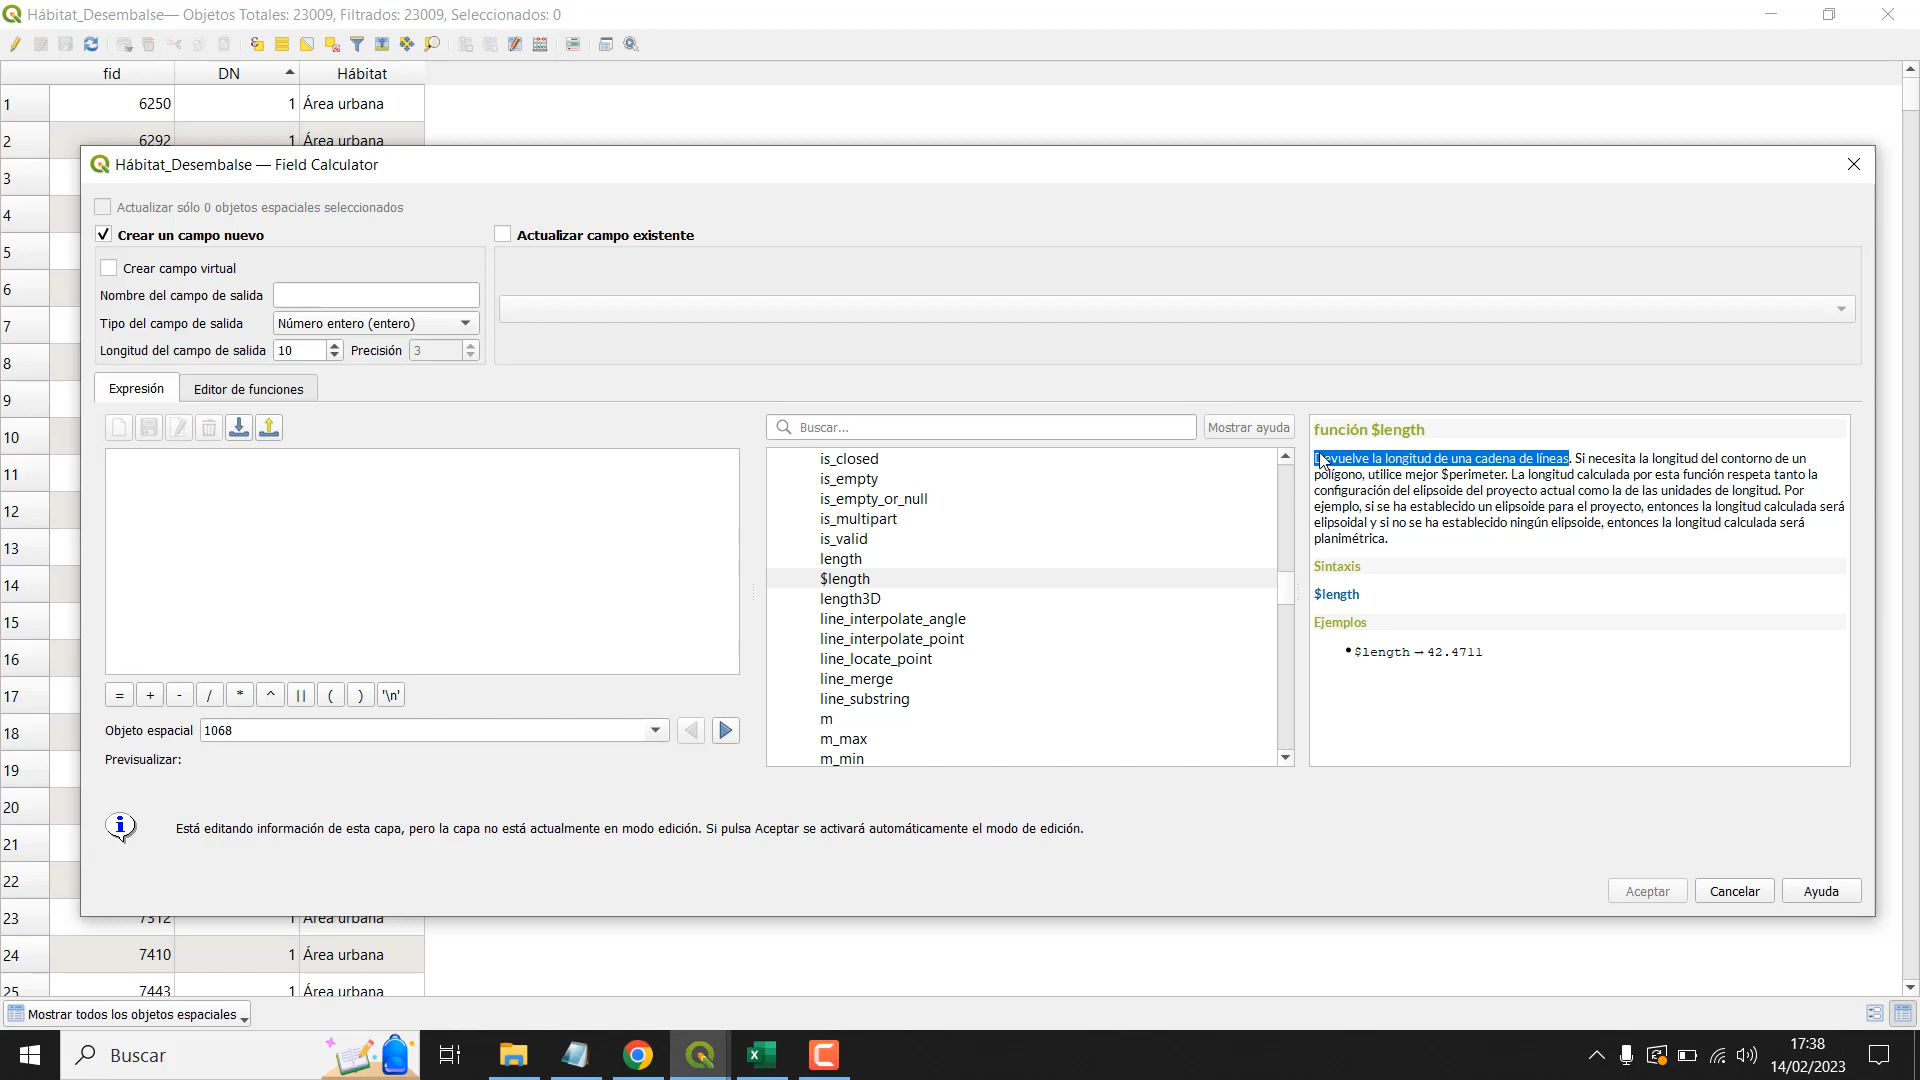 Hábitat_Desembalse— Objetos Totales: 23009, Filtrados: 23009, Seleccionados: 0
fid DN Hábitat
1 6250 1 Área urbana
2 6292 1 Área urbana
Hábitat_Desembalse — Field Calculator
3
Actualizar sólo 0 objetos espaciales seleccionados
4
Crear un campo nuevo Actualizar campo existente
5
Crear campo virtual
6 Nombre del campo de salida
7 Tipo del campo de salida Número entero (entero)
8 Longitud del campo de salida 10 Precisión 3
9 Expresión Editor de funciones
10 Buscar... Mostrar ayuda función $length
is_closed Devuelve la longitud de una cadena de líneas. Si necesita la longitud del contorno de un
11 is_empty polígono, utilice mejor $perimeter. La longitud calculada por esta función respeta tanto la
is_empty_or_null configuración del elipsoide del proyecto actual como la de las unidades de longitud. Por
12 is_multipart ejemplo, si se ha establecido un elipsoide para el proyecto, entonces la longitud calculada será
elipsoidal y si no se ha establecido ningún elipsoide, entonces la longitud calculada será
13 is_valid planimétrica.
length Sintaxis
14 $length
15 length3D $length
line_interpolate_angle Ejemplos
16 line_interpolate_point • $length → 42.4711
line_locate_point
line_merge
17 = + - / * ^ || ( ) '\n' line_substring
18 Objeto espacial 1068 m
m_max
19 Previsualizar: m_min
20
21 Está editando información de esta capa, pero la capa no está actualmente en modo edición. Si pulsa Aceptar se activará automáticamente el modo de edición.
22 Aceptar Cancelar Ayuda
23 7312 1 Área urbana
24 7410 1 Área urbana
25 7443 1 Área urbana
Mostrar todos los objetos espaciales
Buscar
17:38
14/02/2023